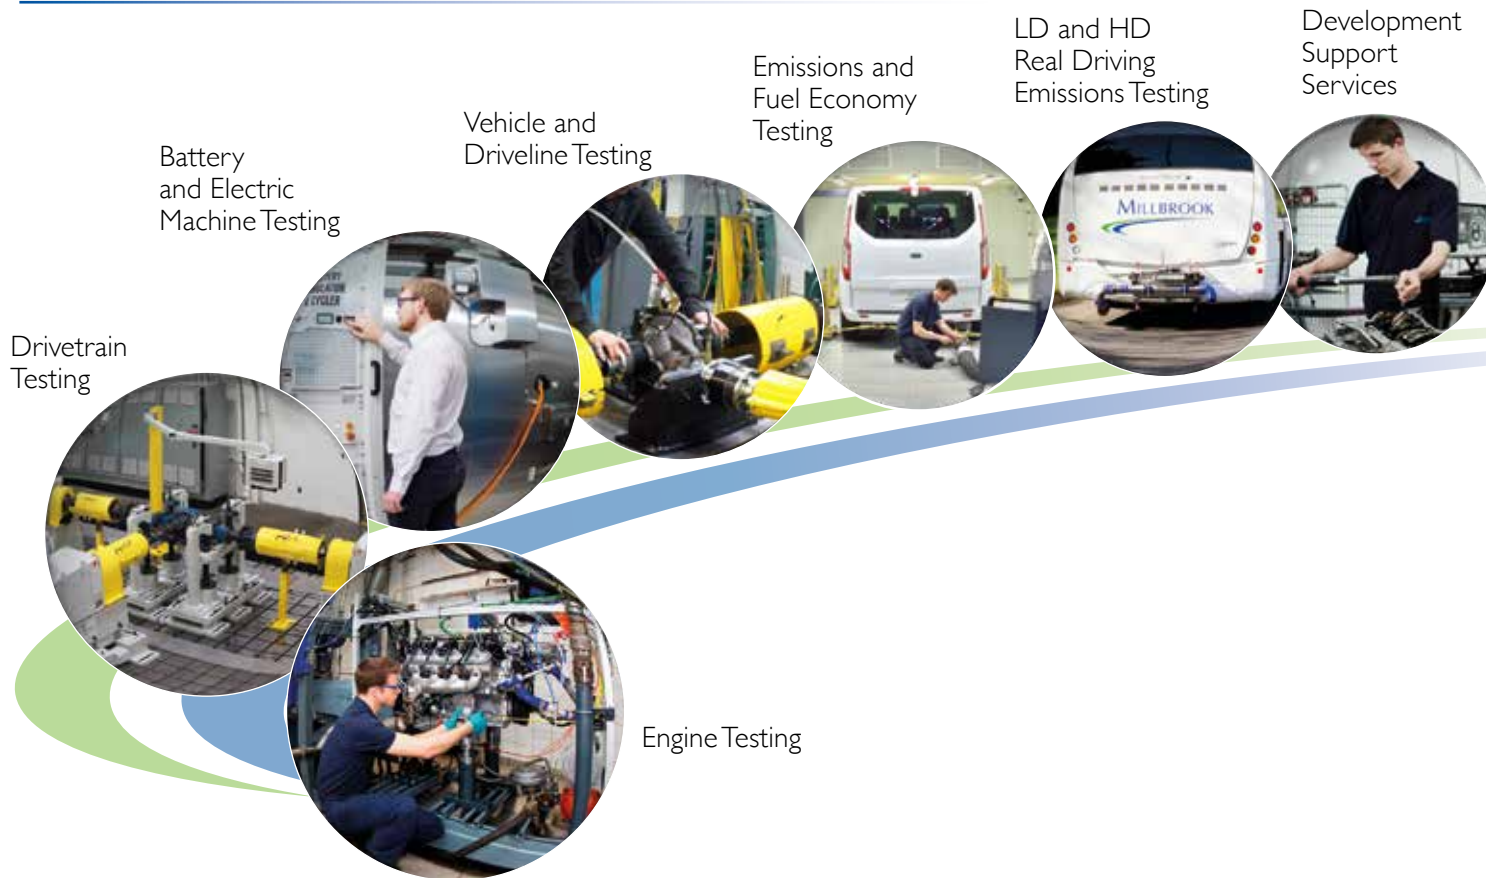 LD and HD
Real Driving
Emissions Testing
Development
Support
Services
Emissions and
Fuel Economy
Testing
Vehicle and
Driveline Testing
Battery
and Electric
Machine Testing
MILLBROOK
CYCLER
Drivetrain
Testing
Engine Testing